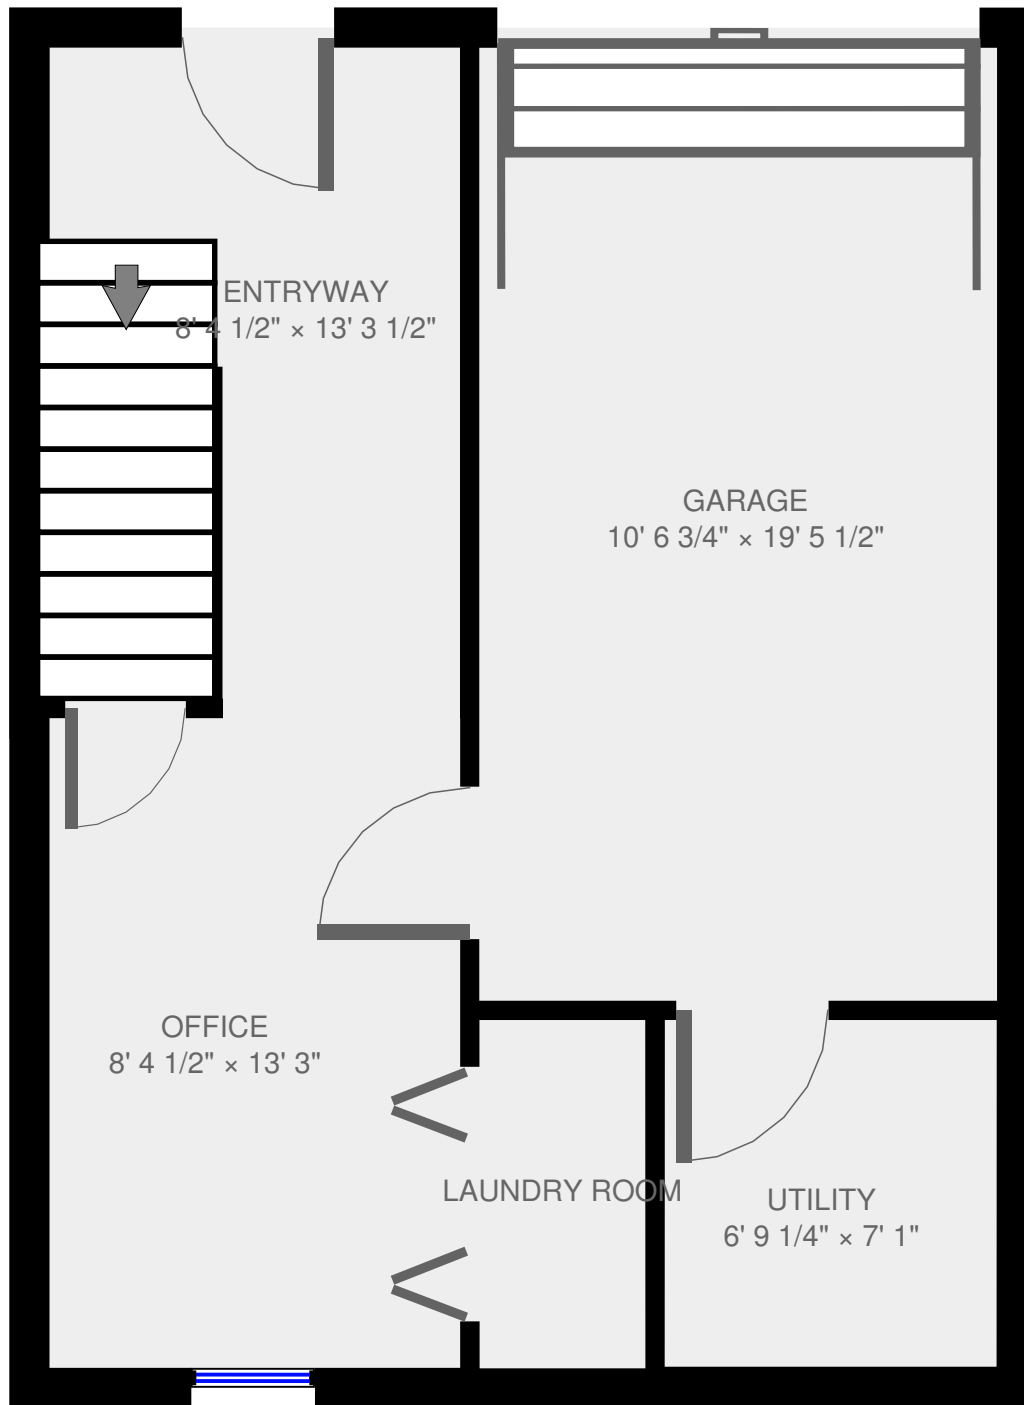 ENTRYWAY
8' 4 1/2" × 13' 3 1/2"
GARAGE
10' 6 3/4" × 19' 5 1/2"
OFFICE
8' 4 1/2" × 13' 3"
LAUNDRY ROOM
UTILITY
6' 9 1/4" × 7' 1"